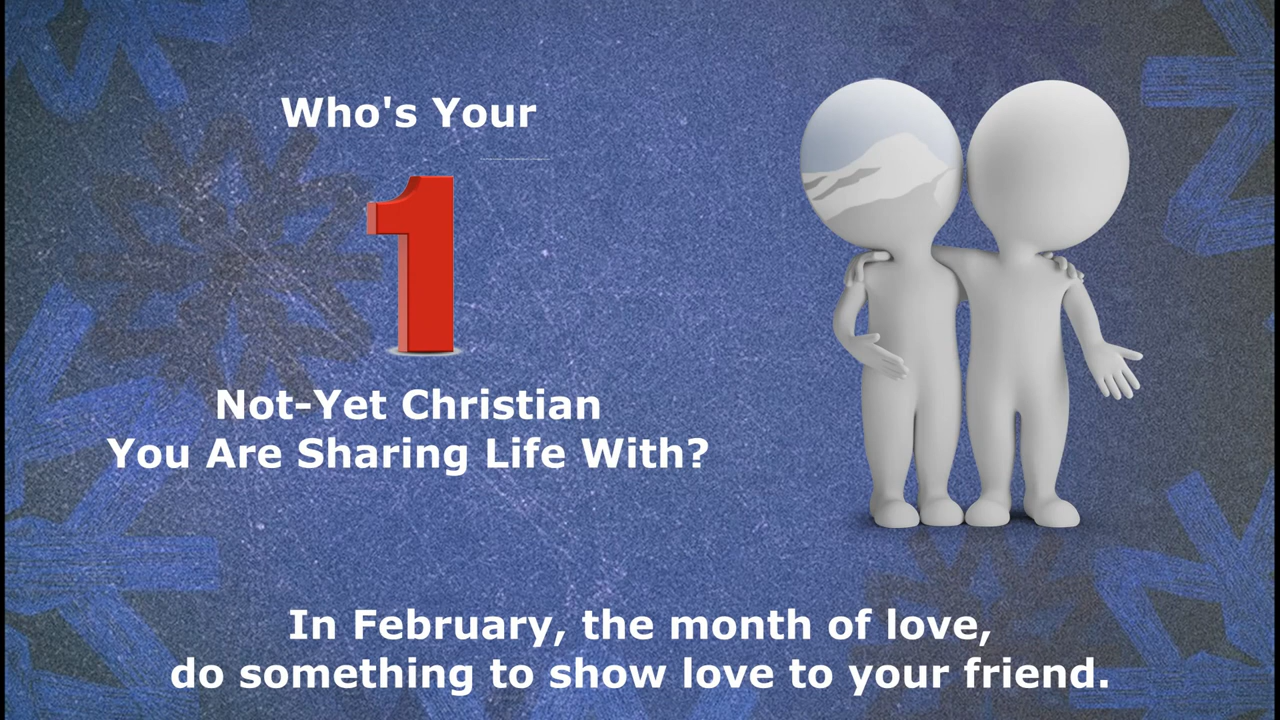 Who's Your
1
Not-Yet Christian
You Are Sharing Life With?
In February, the month of love,
do something to show love to your friend.